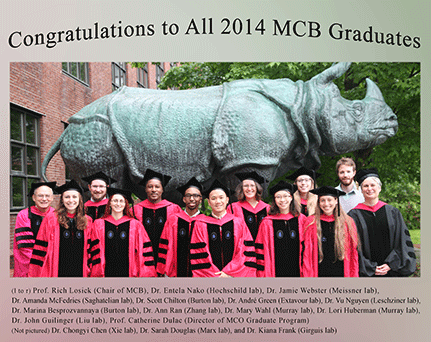 Congratulations to All 2014 MCB Graduates
(l to r) Prof. Rich Losick (Chair of MCB), Dr. Entela Nako (Hochschild lab), Dr. Jamie Webster (Meissner lab),
Dr. Amanda McFedries (Saghatelian lab), Dr. Scott Chilton (Burton lab), Dr. André Green (Extavour lab), Dr. Vu Nguyen (Leschziner lab),
Dr. Marina Besprozvannaya (Burton lab), Dr. Ann Ran (Zhang lab), Dr. Mary Wahl (Murray lab), Dr. Lori Huberman (Murray lab),
Dr. John Guilinger (Liu lab), Prof. Catherine Dulac (Director of MCO Graduate Program)
(Not pictured) Dr. Chongyi Chen (Xie lab), Dr. Sarah Douglas (Marx lab), and Dr. Kiana Frank (Girguis lab)